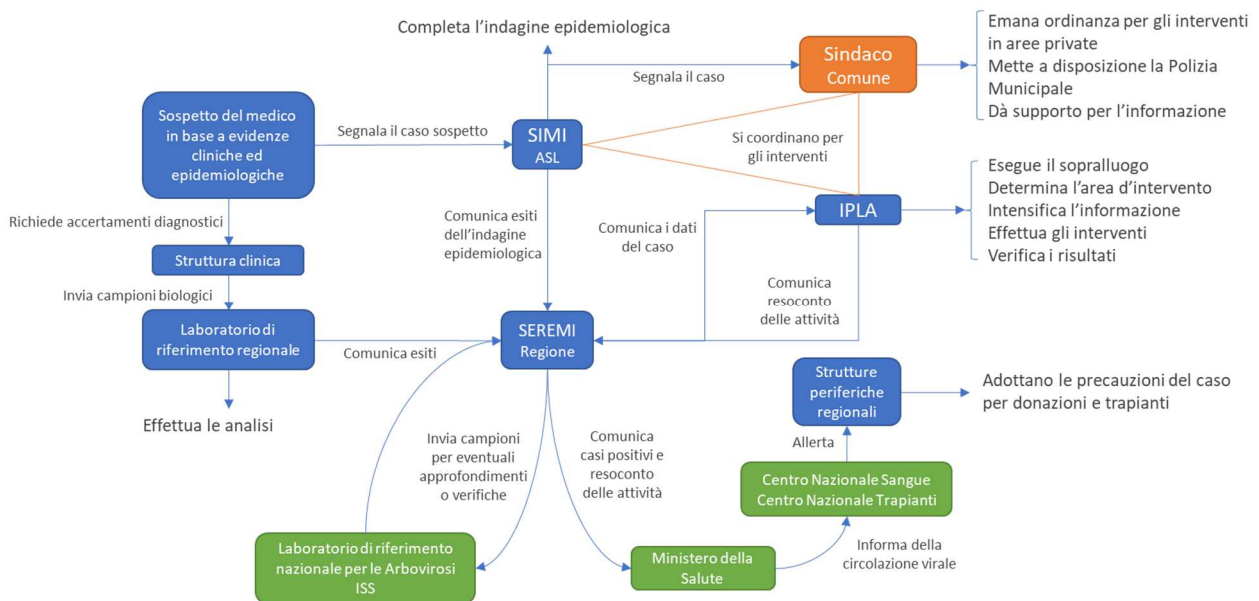 Completa l'indagine epidemiologica
Emana ordinanza per gli interventi
in aree private
Mette a disposizione la Polizia
Municipale
Dà supporto per l'informazione
Sindaco
Comune
Segnala il caso
Sospetto del medico
in base a evidenze
cliniche ed
epidemiologiche
Segnala il caso sospetto
SIMI
ASL
Si coordinano per
gli interventi
Esegue il sopralluogo
Determina l'area d'intervento
Intensifica l'informazione
Effettua gli interventi
Verifica i risultati
IPLA
Richiede accertamenti diagnostici
Comunica esiti
dell'indagine
epidemiologica
Comunica i dati
del caso
Struttura clinica
Invia campioni biologici
Comunica
resoconto
delle attività
Laboratorio di
riferimento regionale
Comunica esiti
SEREMI
Regione
Strutture
periferiche
regionali
Adottano le precauzioni del caso
per donazioni e trapianti
Effettua le analisi
Invia campioni
per eventuali
approfondimenti
o verifiche
Comunica
casi positivi e
resoconto
delle attività
Allerta
Centro Nazionale Sangue
Centro Nazionale Trapianti
Laboratorio di riferimento
nazionale per le Arbovirosi
ISS
Ministero della
Salute
Informa della
circolazione virale